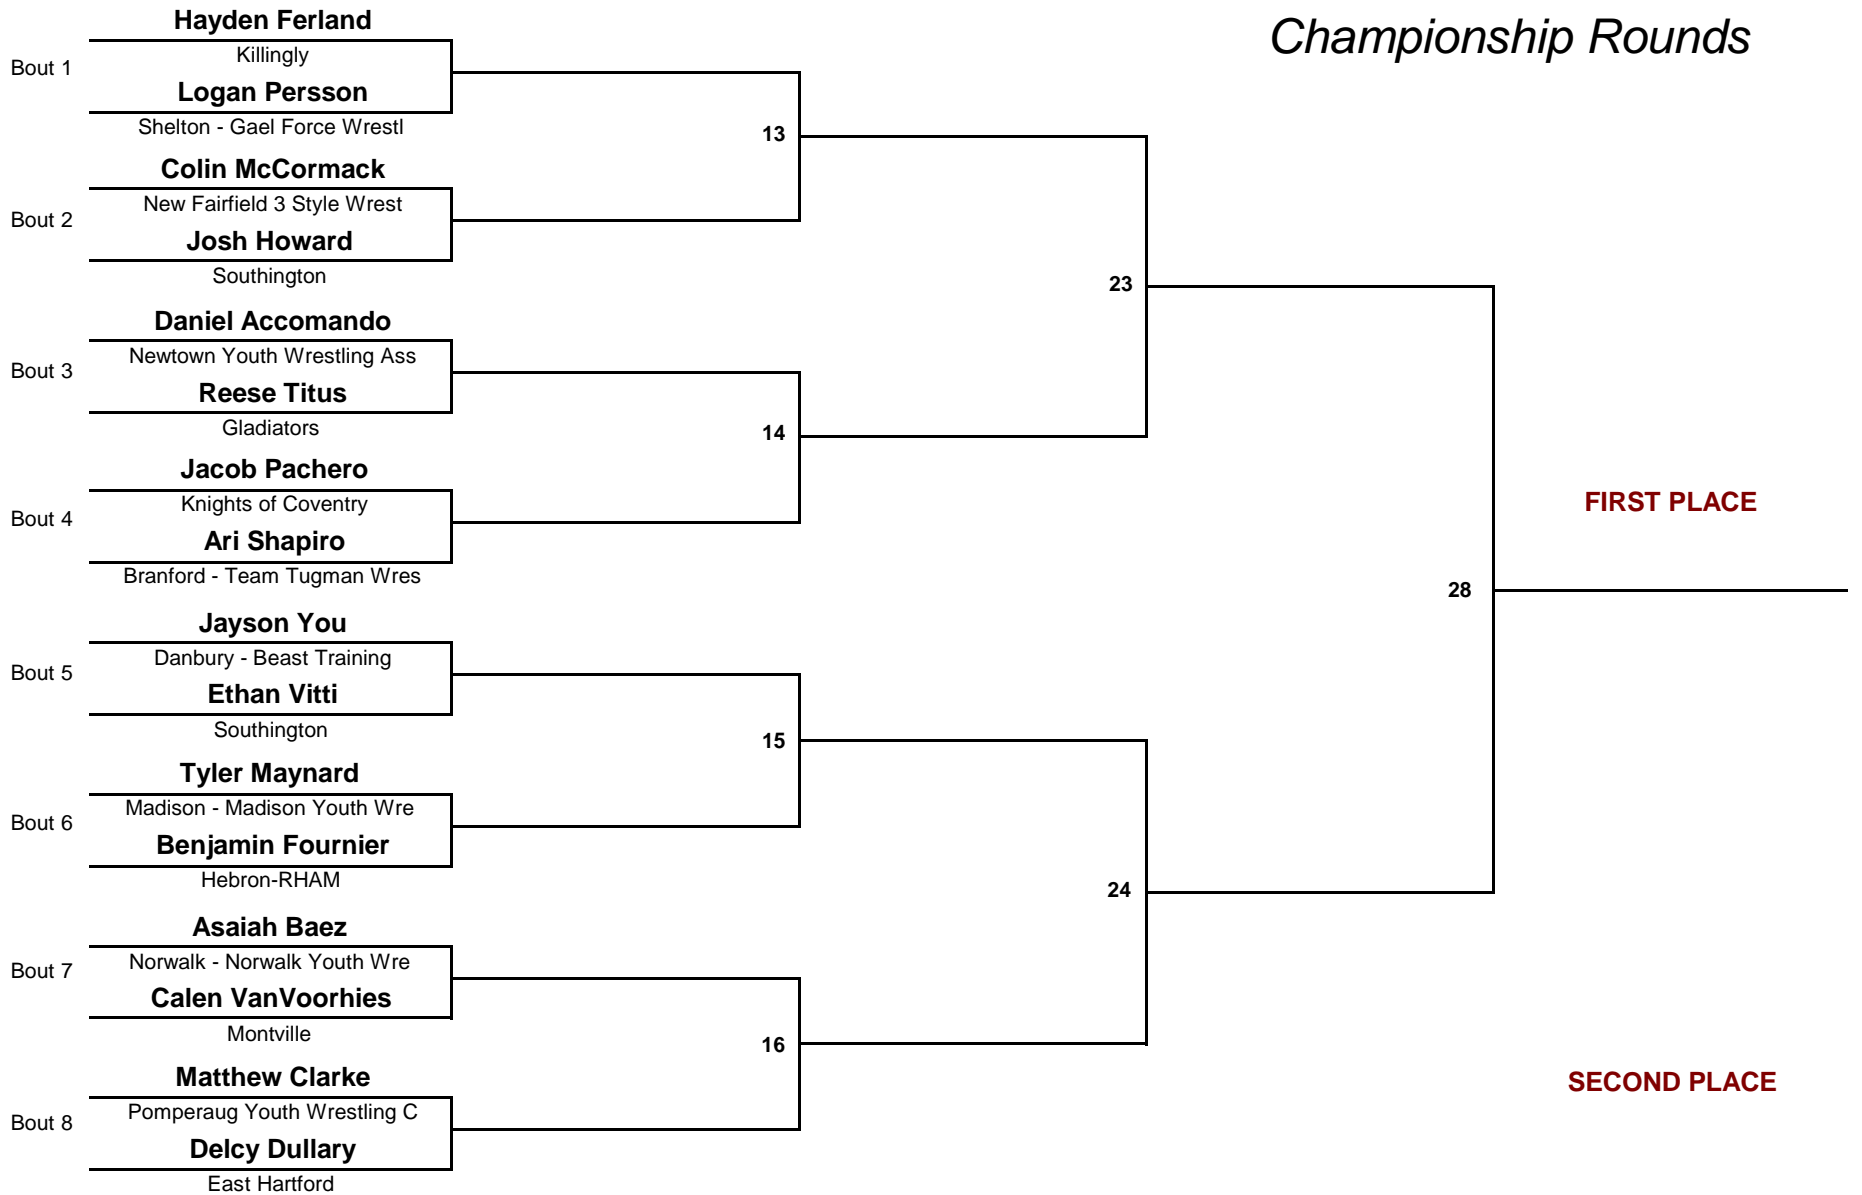 Championship Rounds
Hayden Ferland
Killingly
Bout 1
Logan Persson
Shelton - Gael Force Wrestl
13
Colin McCormack
New Fairfield 3 Style Wrest
Bout 2
Josh Howard
Southington
23
Daniel Accomando
Newtown Youth Wrestling Ass
Bout 3
Reese Titus
Gladiators
14
Jacob Pachero
Knights of Coventry
Bout 4
Ari Shapiro
Branford - Team Tugman Wres
FIRST PLACE
28
Jayson You
Danbury - Beast Training
Bout 5
Ethan Vitti
Southington
15
Tyler Maynard
Madison - Madison Youth Wre
Bout 6
Benjamin Fournier
Hebron-RHAM
24
Asaiah Baez
Norwalk - Norwalk Youth Wre
Bout 7
Calen VanVoorhies
Montville
16
Matthew Clarke
Pomperaug Youth Wrestling C
Bout 8
Delcy Dullary
East Hartford
SECOND PLACE